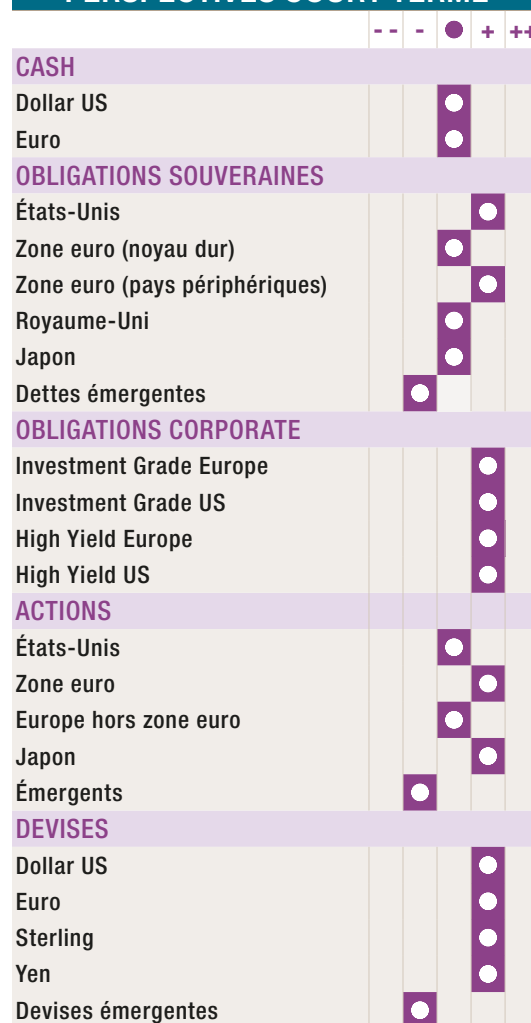 PERSPECTIVES COURT TERME
-- - ● + ++
CASH
Dollar US
Euro
OBLIGATIONS SOUVERAINES
États-Unis
Zone euro (noyau dur)
Zone euro (pays périphériques)
Royaume-Uni
Japon
Dettes émergentes
OBLIGATIONS CORPORATE
Investment Grade Europe
Investment Grade US
High Yield Europe
High Yield US
ACTIONS
États-Unis
Zone euro
Europe hors zone euro
Japon
Émergents
DEVISES
Dollar US
Euro
Sterling
Yen
Devises émergentes